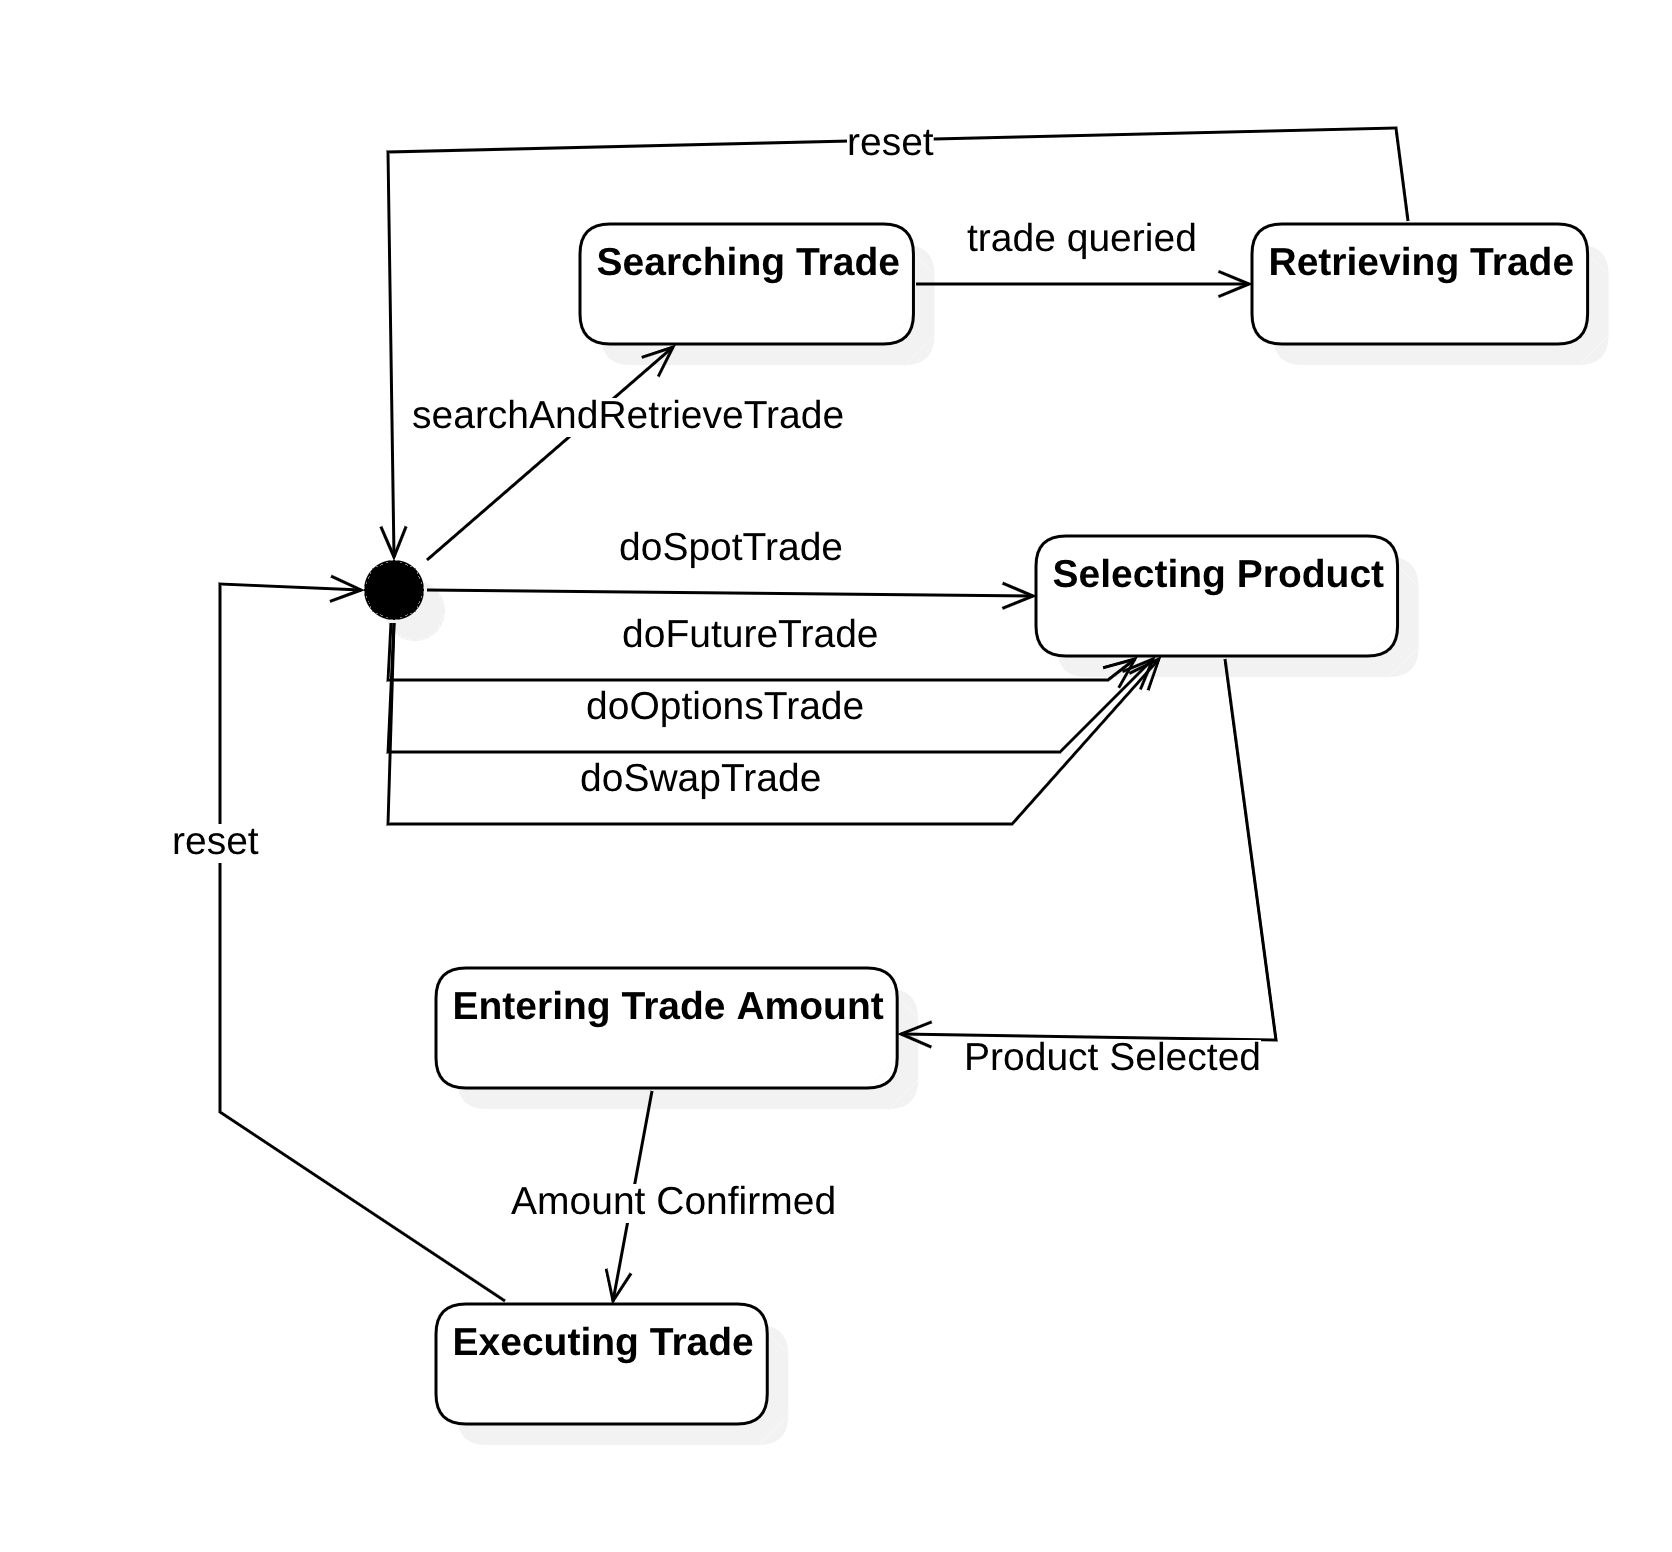 reset
trade queried
Searching Trade
Retrieving Trade
searchAndRetrieveTrade
doSpotTrade
Selecting Product
doFutureTrade
doOptionsTrade
doSwapTrade
reset
Entering Trade Amount
Product Selected
Amount Confirmed
Executing Trade